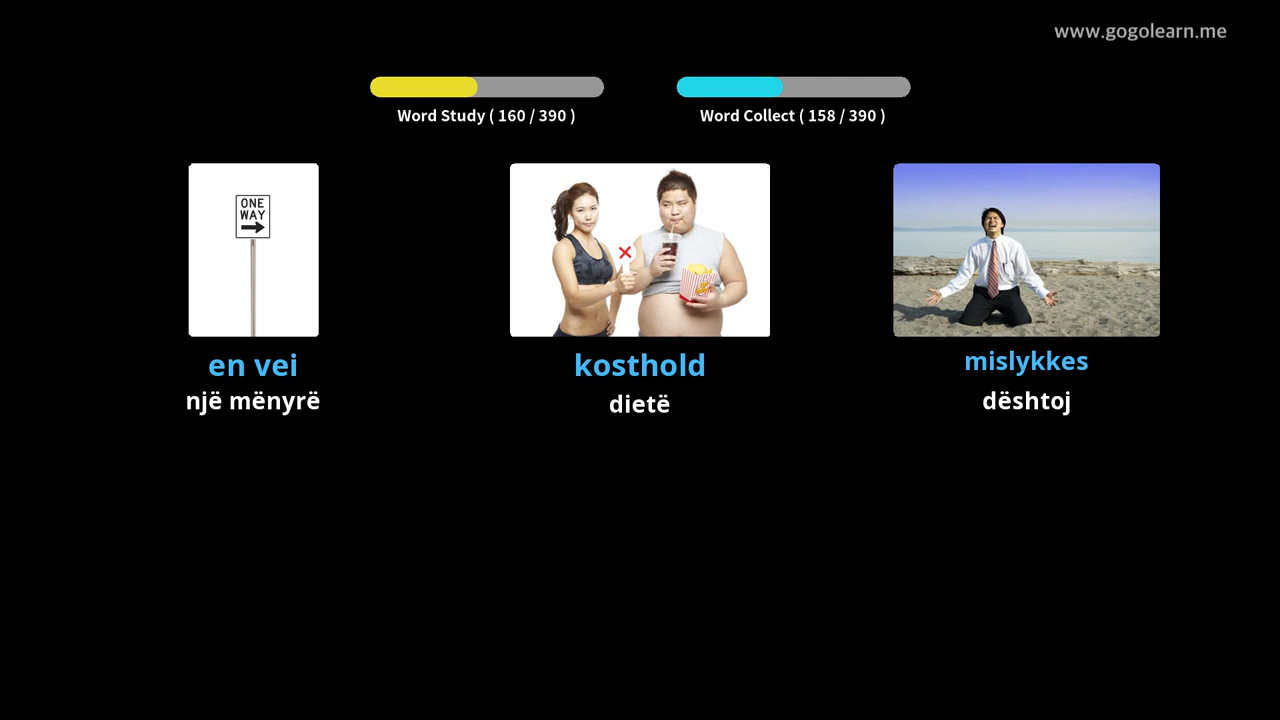 www.gogolearn.me
Word Study ( 160 / 390 )
Word Collect ( 158 / 390 )
ONE
WAY
en vei
një mënyrë
kosthold
dietë
mislykkes
dështoj